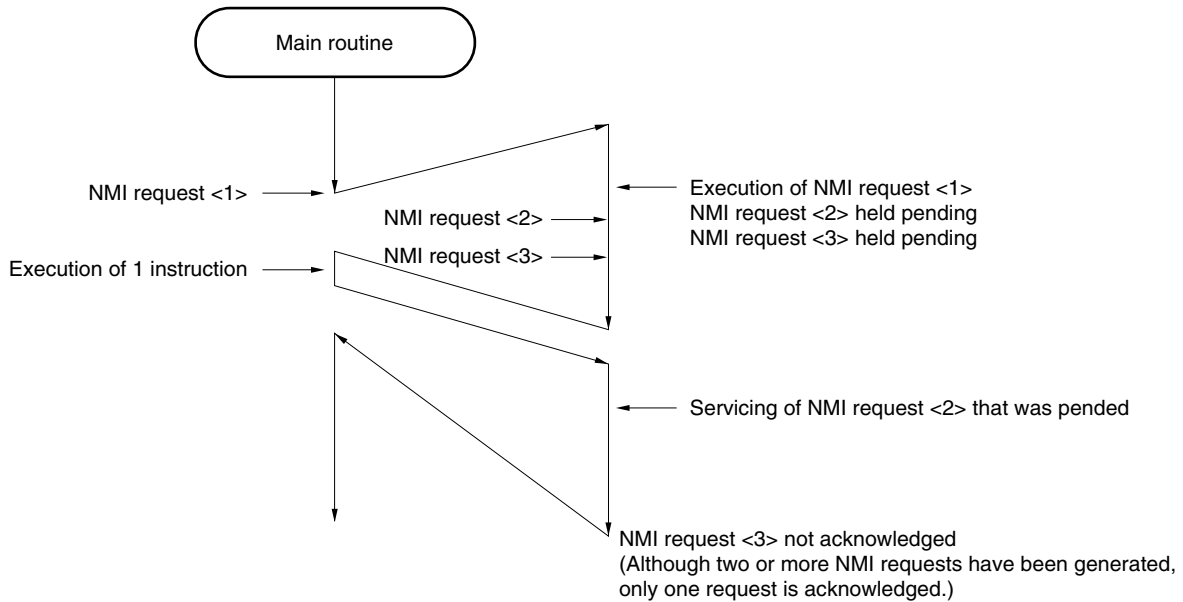 Main routine
NMI request <1>
Execution of NMI request <1>
NMI request <2> held pending
NMI request <3> held pending
NMI request <2>
NMI request <3>
Execution of 1 instruction
Servicing of NMI request <2> that was pended
NMI request <3> not acknowledged
(Although two or more NMI requests have been generated,
only one request is acknowledged.)